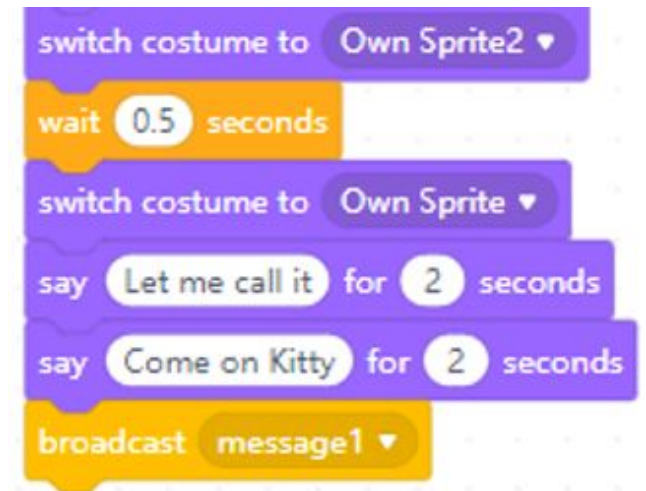 switch costume to Own Sprite2
wait 0.5 seconds
switch costume to Own Sprite
say Let me call it for 2 seconds
say Come on Kitty for 2 seconds
broadcast message1